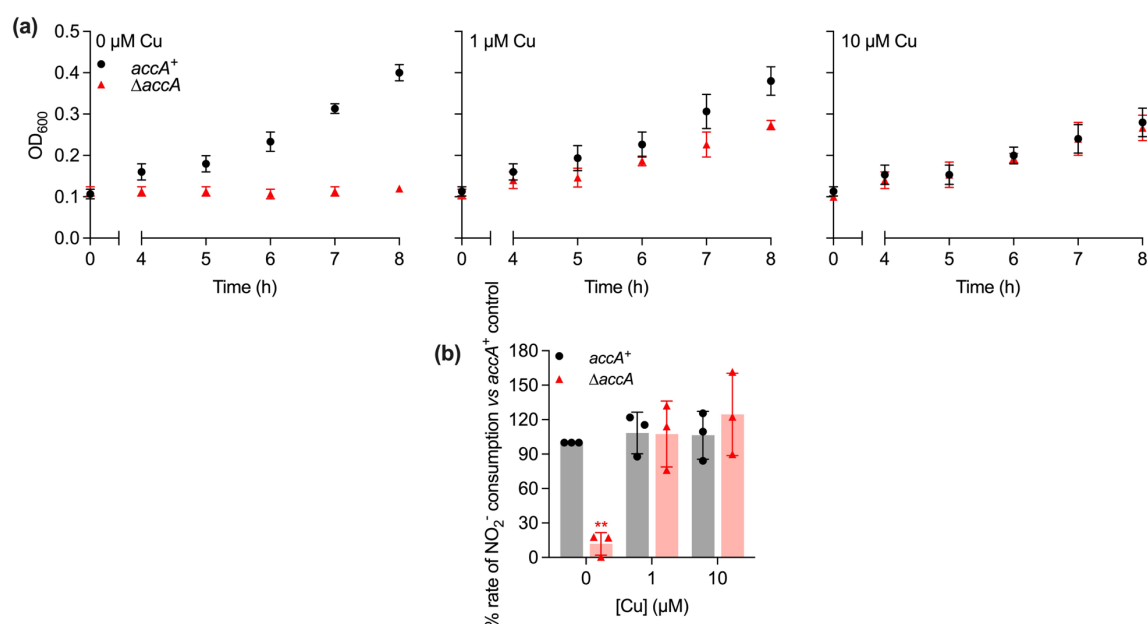 (a)
0 µM Cu
accA⁺
ΔaccA
1 µM Cu
10 µM Cu
OD₆₀₀
0.5
0.4
0.3
0.2
0.1
0.0
0 4 5 6 7 8
0 4 5 6 7 8
0 4 5 6 7 8
Time (h)
Time (h)
Time (h)
(b)
accA⁺
ΔaccA
% rate of NO₂⁻ consumption vs accA⁺ control
180
150
120
90
60
30
0
**
0 1 10
[Cu] (µM)